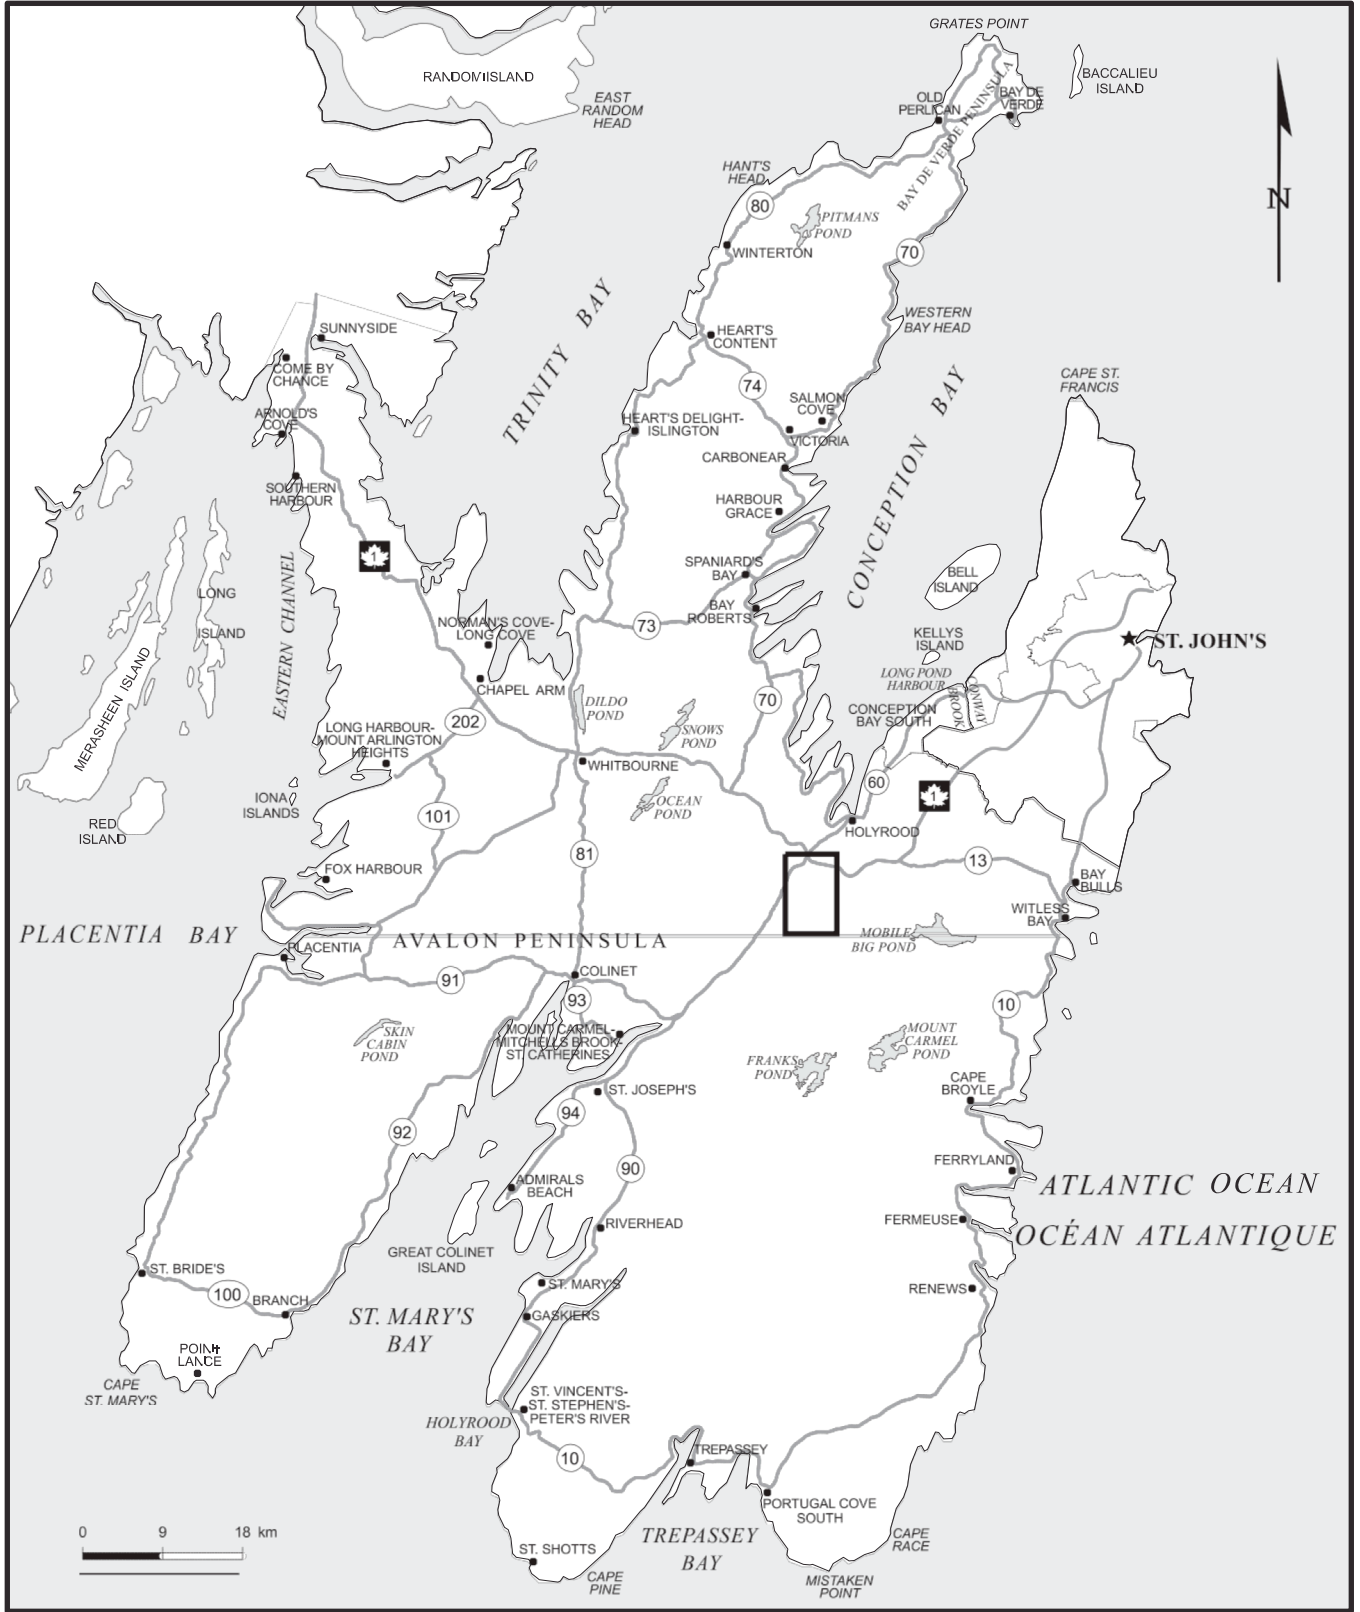 GRATES POINT
RANDOM ISLAND
BACCALIEU
ISLAND
EAST
RANDOM
HEAD
OLD
PERLICAN
BAY DE
VERDE
BAY DE VERDE PENINSULA
HANT'S
HEAD
80
PITMANS
POND
N
WINTERTON
70
TRINITY BAY
WESTERN
BAY HEAD
SUNNYSIDE
HEART'S
CONTENT
COME BY
CHANCE
CAPE ST.
FRANCIS
74
CONCEPTION BAY
SALMON
COVE
ARNOLD'S
COVE
HEART'S DELIGHT-
ISLINGTON
VICTORIA
CARBONEAR
SOUTHERN
HARBOUR
HARBOUR
GRACE
1
EASTERN CHANNEL
SPANIARD'S
BAY
BELL
ISLAND
LONG
ISLAND
BAY
ROBERTS
NORMAN'S COVE-
LONG COVE
73
KELLYS
ISLAND
ST. JOHN'S
MERASHEEN ISLAND
LONG POND
HARBOUR
CHAPEL ARM
CONWAY
BROOK
DILDO
POND
70
CONCEPTION
BAY SOUTH
202
SNOWS
POND
LONG HARBOUR-
MOUNT ARLINGTON
HEIGHTS
WHITBOURNE
60
1
IONA
ISLANDS
OCEAN
POND
101
RED
ISLAND
HOLYROOD
81
13
FOX HARBOUR
BAY
BULLS
WITLESS
BAY
PLACENTIA BAY
AVALON PENINSULA
MOBILE
BIG POND
PLACENTIA
COLINET
91
93
10
SKIN
CABIN
POND
MOUNT CARMEL-
MITCHELLS BROOK-
ST. CATHERINES
MOUNT
CARMEL
POND
FRANKS
POND
CAPE
BROYLE
ST. JOSEPH'S
94
92
90
FERRYLAND
ADMIRALS
BEACH
ATLANTIC OCEAN
FERMEUSE
RIVERHEAD
OCÉAN ATLANTIQUE
GREAT COLINET
ISLAND
ST. BRIDE'S
ST. MARY'S
RENEWS
100
BRANCH
ST. MARY'S
BAY
GASKIERS
POINT
LANCE
CAPE
ST. MARY'S
ST. VINCENT'S-
ST. STEPHEN'S-
PETER'S RIVER
HOLYROOD
BAY
10
TREPASSEY
PORTUGAL COVE
SOUTH
0 9 18 km
TREPASSEY
BAY
CAPE
RACE
ST. SHOTTS
CAPE
PINE
MISTAKEN
POINT